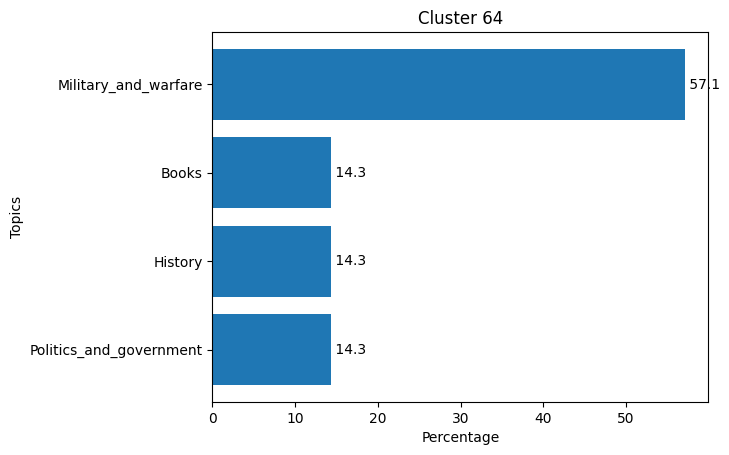 Cluster 64
Topics
Military_and_warfare
57.1
Books
14.3
History
14.3
Politics_and_government
14.3
0 10 20 30 40 50
Percentage